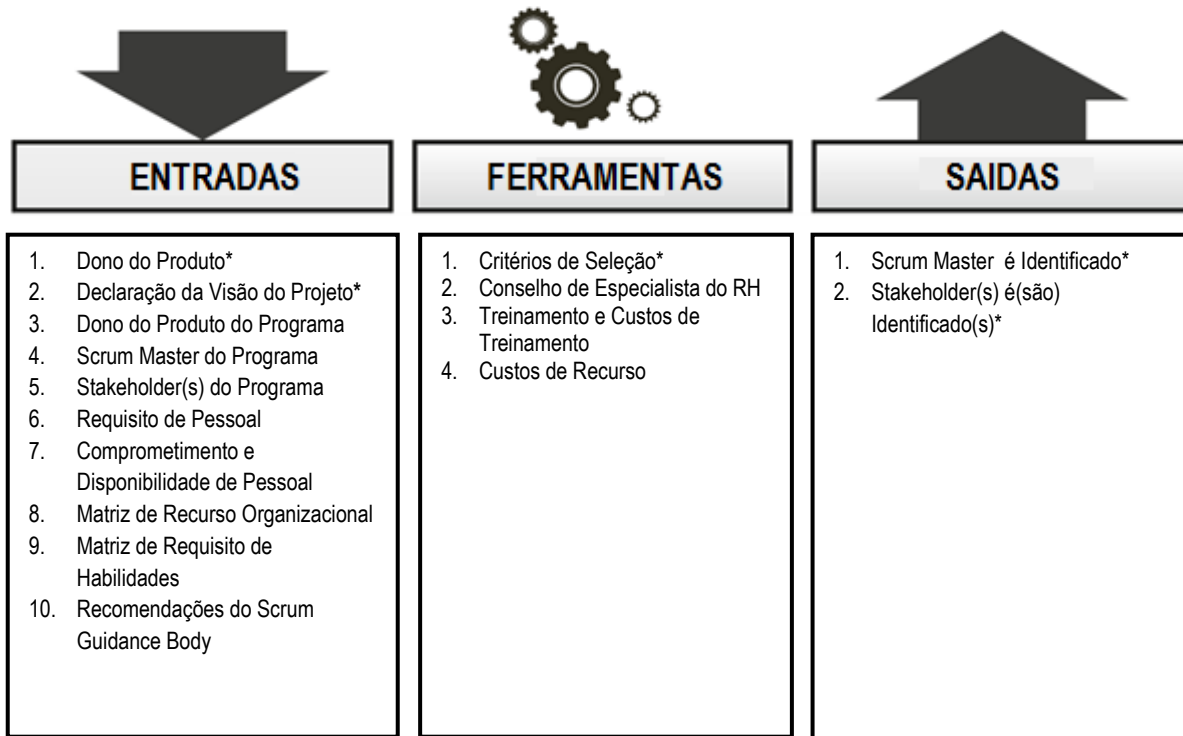 ENTRADAS
1. Dono do Produto*
2. Declaração da Visão do Projeto*
3. Dono do Produto do Programa
4. Scrum Master do Programa
5. Stakeholder(s) do Programa
6. Requisito de Pessoal
7. Comprometimento e
Disponibilidade de Pessoal
8. Matriz de Recurso Organizacional
9. Matriz de Requisito de
Habilidades
10. Recomendações do Scrum
Guidance Body
FERRAMENTAS
1. Critérios de Seleção*
2. Conselho de Especialista do RH
3. Treinamento e Custos de
Treinamento
4. Custos de Recurso
SAIDAS
1. Scrum Master é Identificado*
2. Stakeholder(s) é(são)
Identificado(s)*